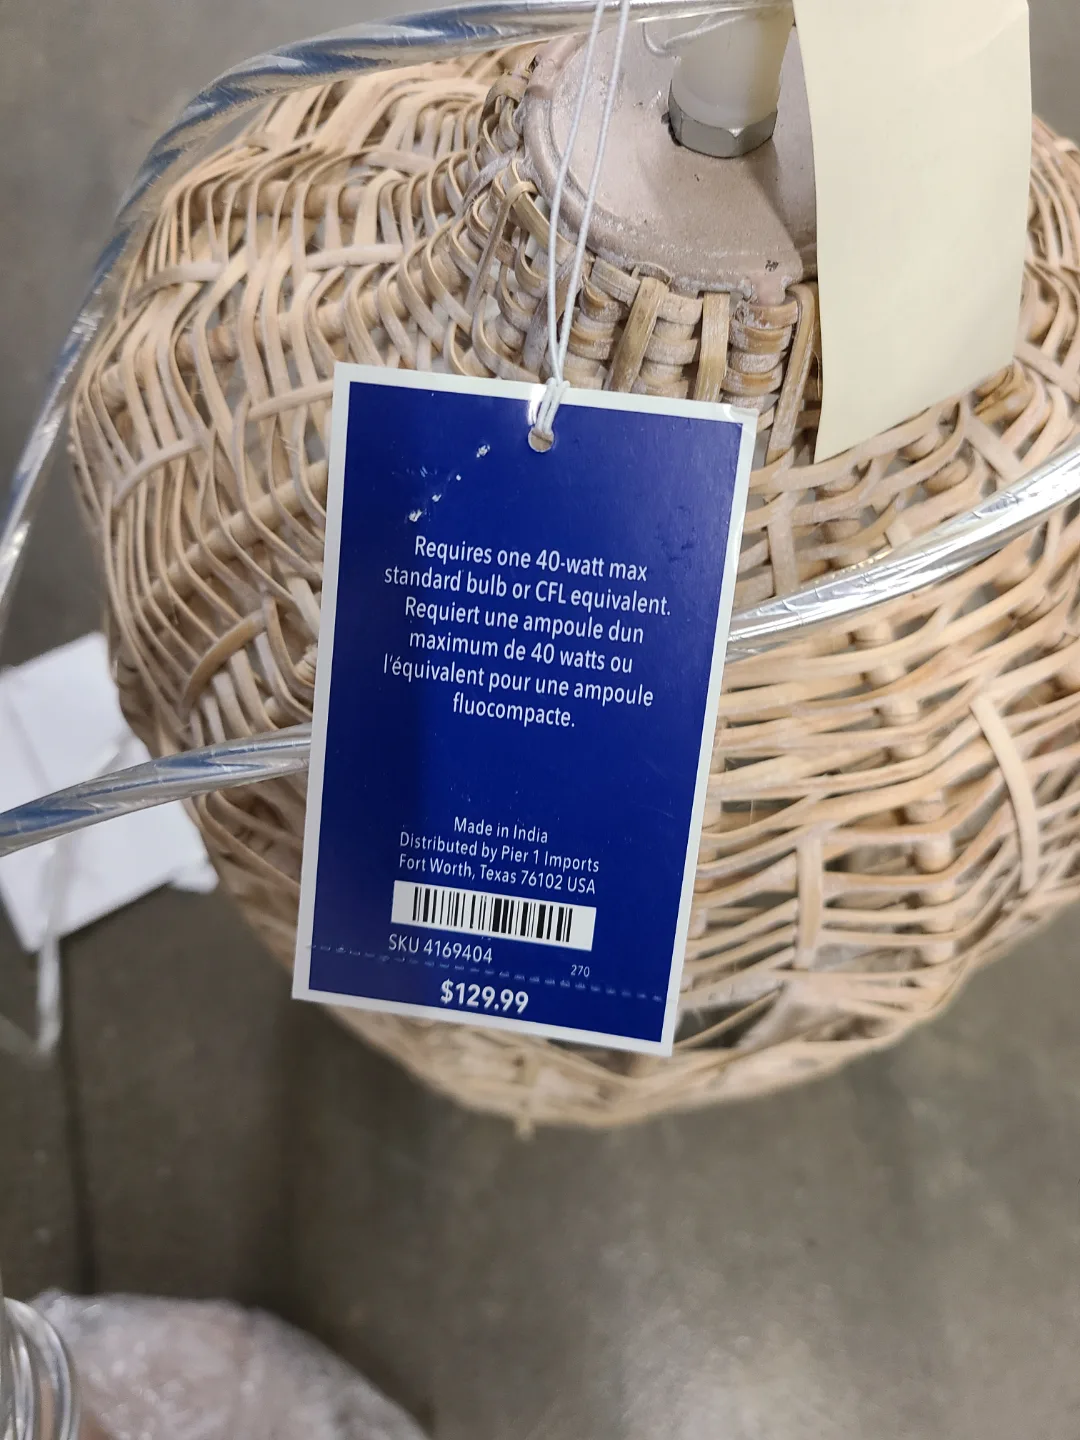 Requires one 40-watt max
standard bulb or CFL equivalent.
Requiert une ampoule dun
maximum de 40 watts ou
l'équivalent pour une ampoule
fluocompacte.
Made in India
Distributed by Pier 1 Imports
Fort Worth, Texas 76102 USA
SKU 4169404
270
$129.99